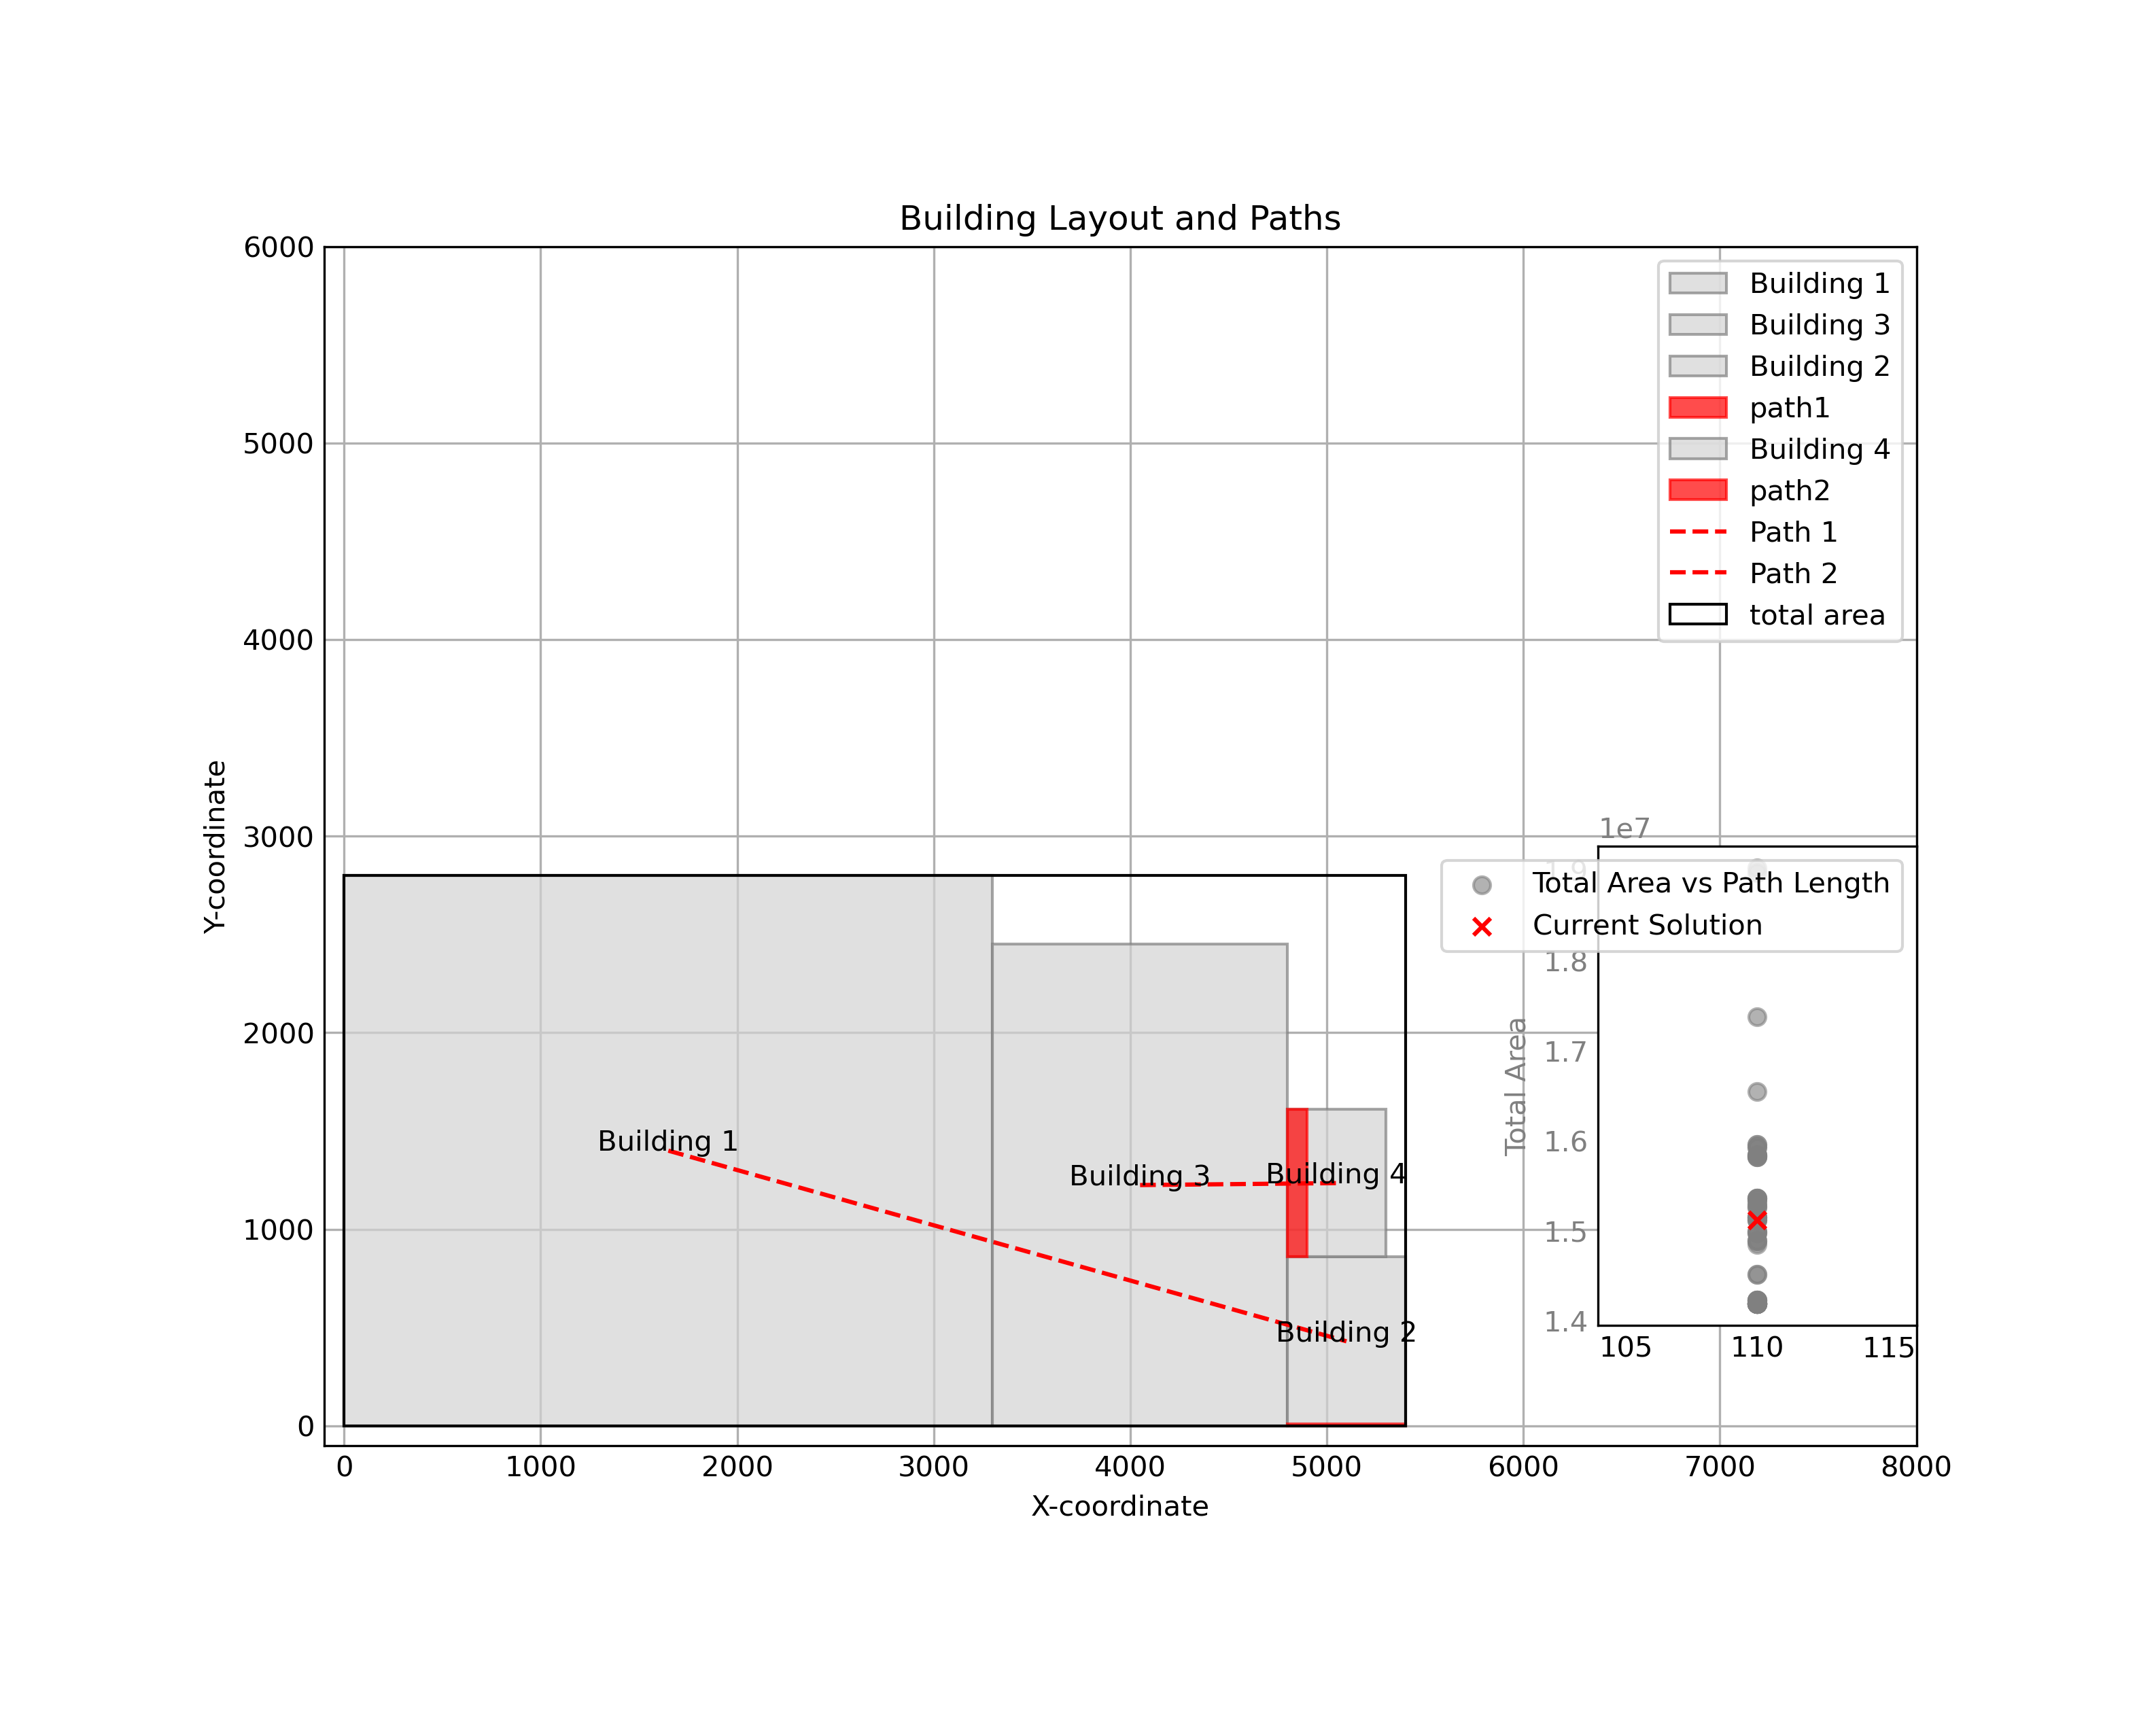 Building Layout and Paths
6000
5000
4000
3000
2000
1000
0
Y-coordinate
Building 1
Building 3
Building 2
path1
Building 4
path2
Path 1
Path 2
total area
1e7
1.9
Total Area vs Path Length
Current Solution
1.8
1.7
1.6
1.5
1.4
Total Area
105 110 115
Building 1
Building 3
Building 4
Building 2
0 1000 2000 3000 4000 5000 6000 7000 8000
X-coordinate